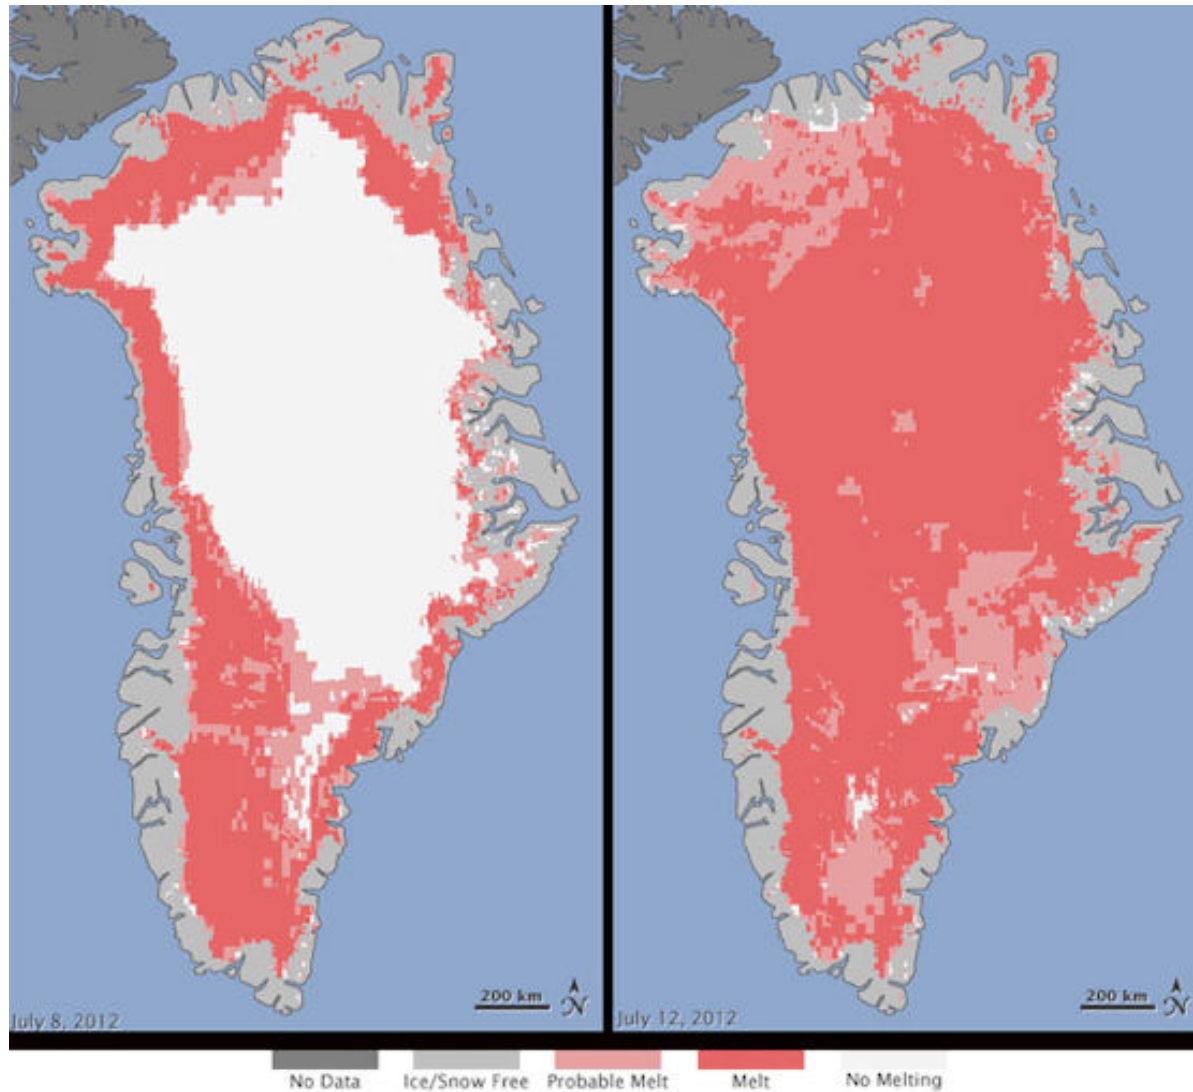 200 km
N
July 8, 2012
200 km
N
July 12, 2012
No Data
Ice/Snow Free
Probable Melt
Melt
No Melting